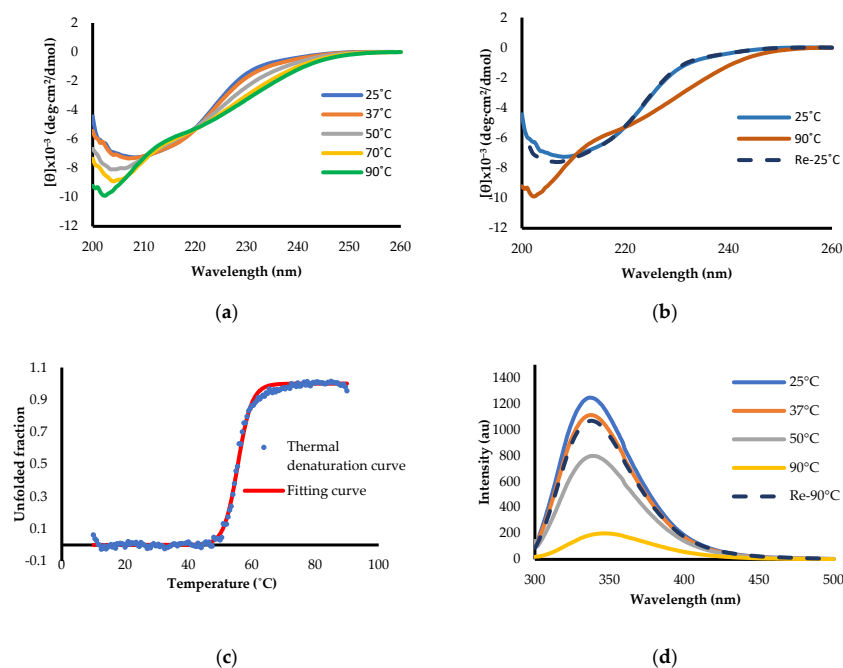 [Ө]x10⁻³ (deg·cm²/dmol)
2
0
-2
-4
-6
-8
-10
-12
200
210
220
230
240
250
260
Wavelength (nm)
25˚C
37˚C
50˚C
70˚C
90˚C
(a)
[Ө]x10⁻³ (deg·cm²/dmol)
2
0
-2
-4
-6
-8
-10
-12
200
220
240
260
Wavelength (nm)
25˚C
90˚C
Re-25˚C
(b)
Unfolded fraction
1.1
0.9
0.7
0.5
0.3
0.1
-0.1
0
20
40
60
80
100
Temperature (˚C)
Thermal
denaturation curve
Fitting curve
(c)
Intensity (au)
1400
1200
1000
800
600
400
200
0
300
350
400
450
500
Wavelength (nm)
25°C
37°C
50°C
90°C
Re-90°C
(d)